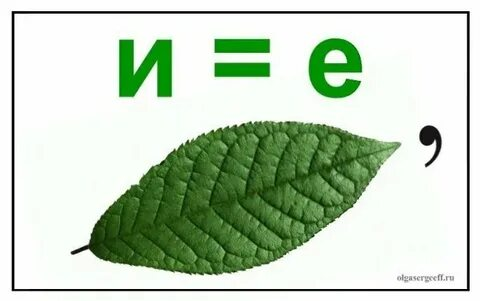 и = е
,
olgasergeeff.ru